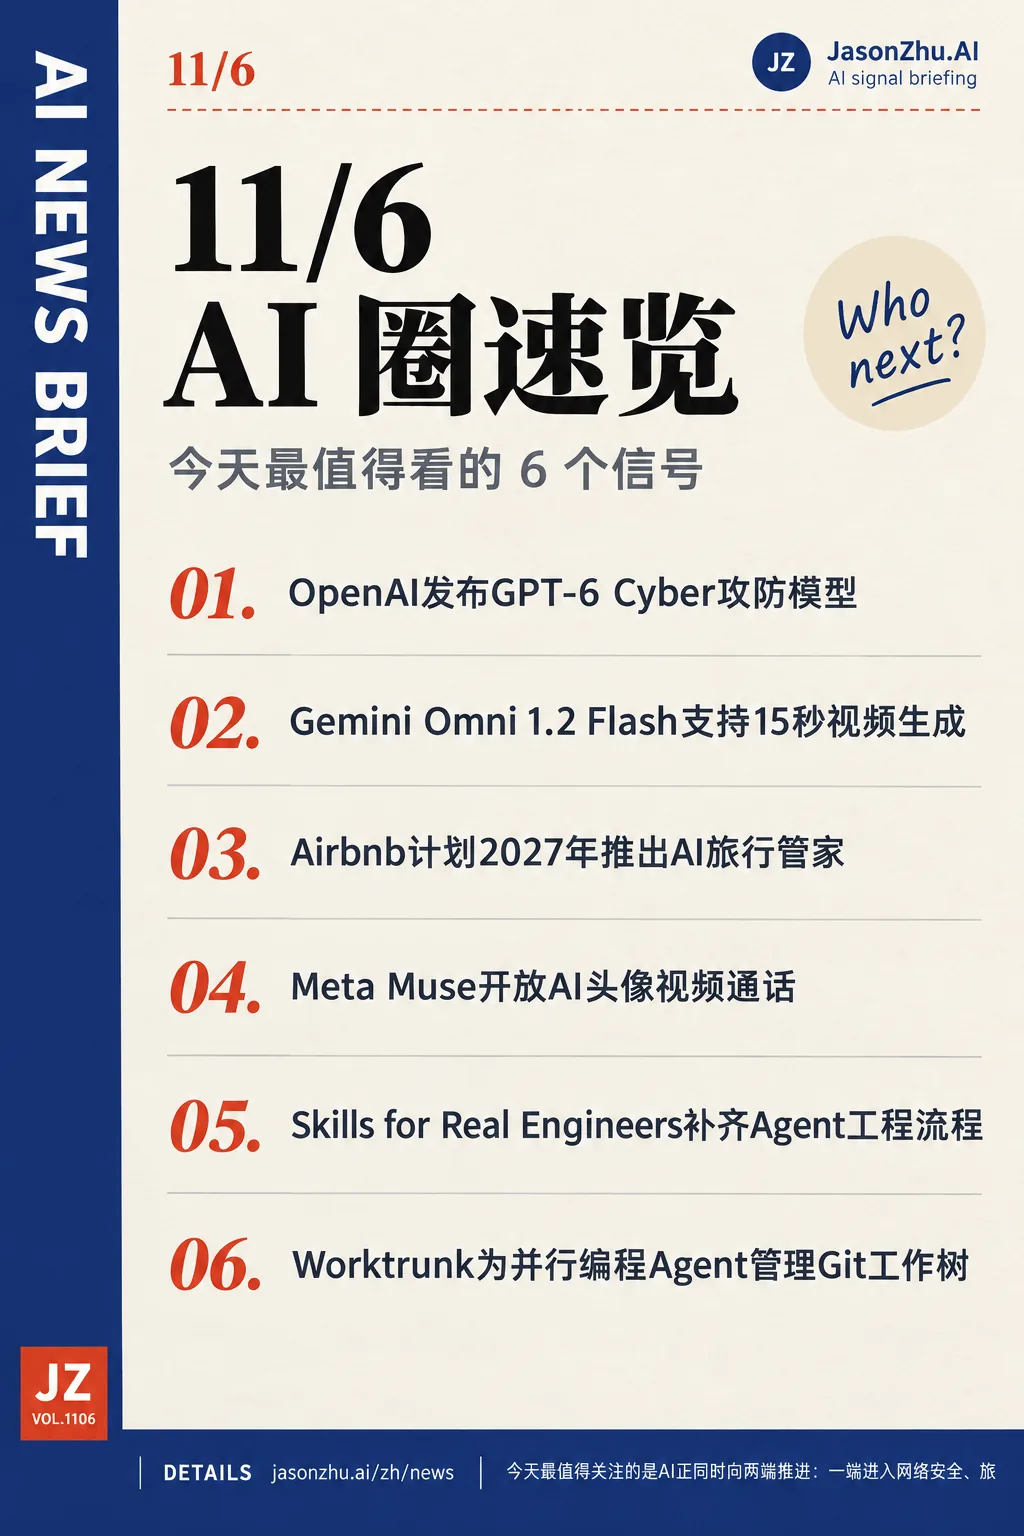 AI NEWS BRIEF
11/6
JZ
JasonZhu.AI
AI signal briefing
11/6
AI 圈速览
Who
next?
今天最值得看的 6 个信号
01. OpenAI发布GPT-6 Cyber攻防模型
02. Gemini Omni 1.2 Flash支持15秒视频生成
03. Airbnb计划2027年推出AI旅行管家
04. Meta Muse开放AI头像视频通话
05. Skills for Real Engineers补齐Agent工程流程
06. Worktrunk为并行编程Agent管理Git工作树
JZ
VOL.1106
DETAILS jasonzhu.ai/zh/news 今天最值得关注的是AI正同时向两端推进：一端进入网络安全、旅